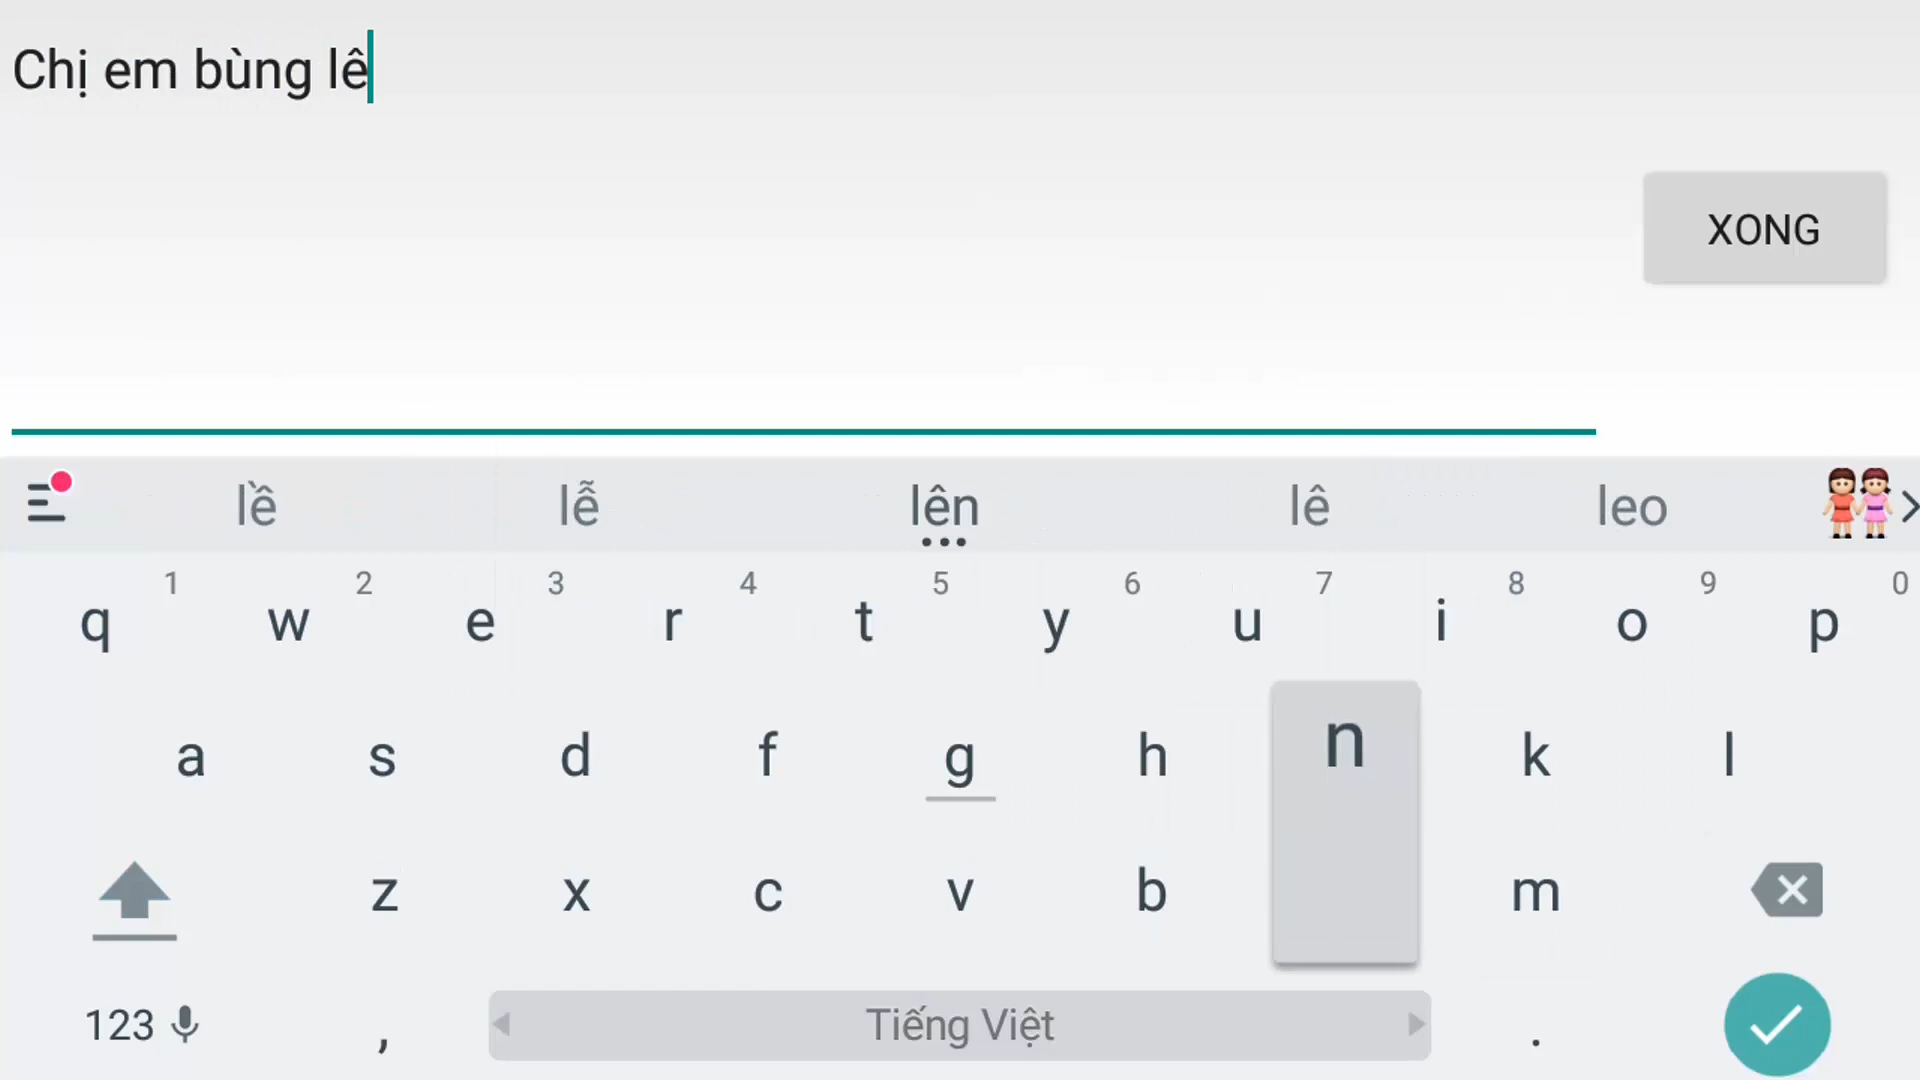 Chị em bùng lê
XONG
lề lễ lên lê leo
1 2 3 4 5 6 7 8 9 0
q w e r t y u i o p
a s d f g h n k l
z x c v b m
123 , Tiếng Việt .